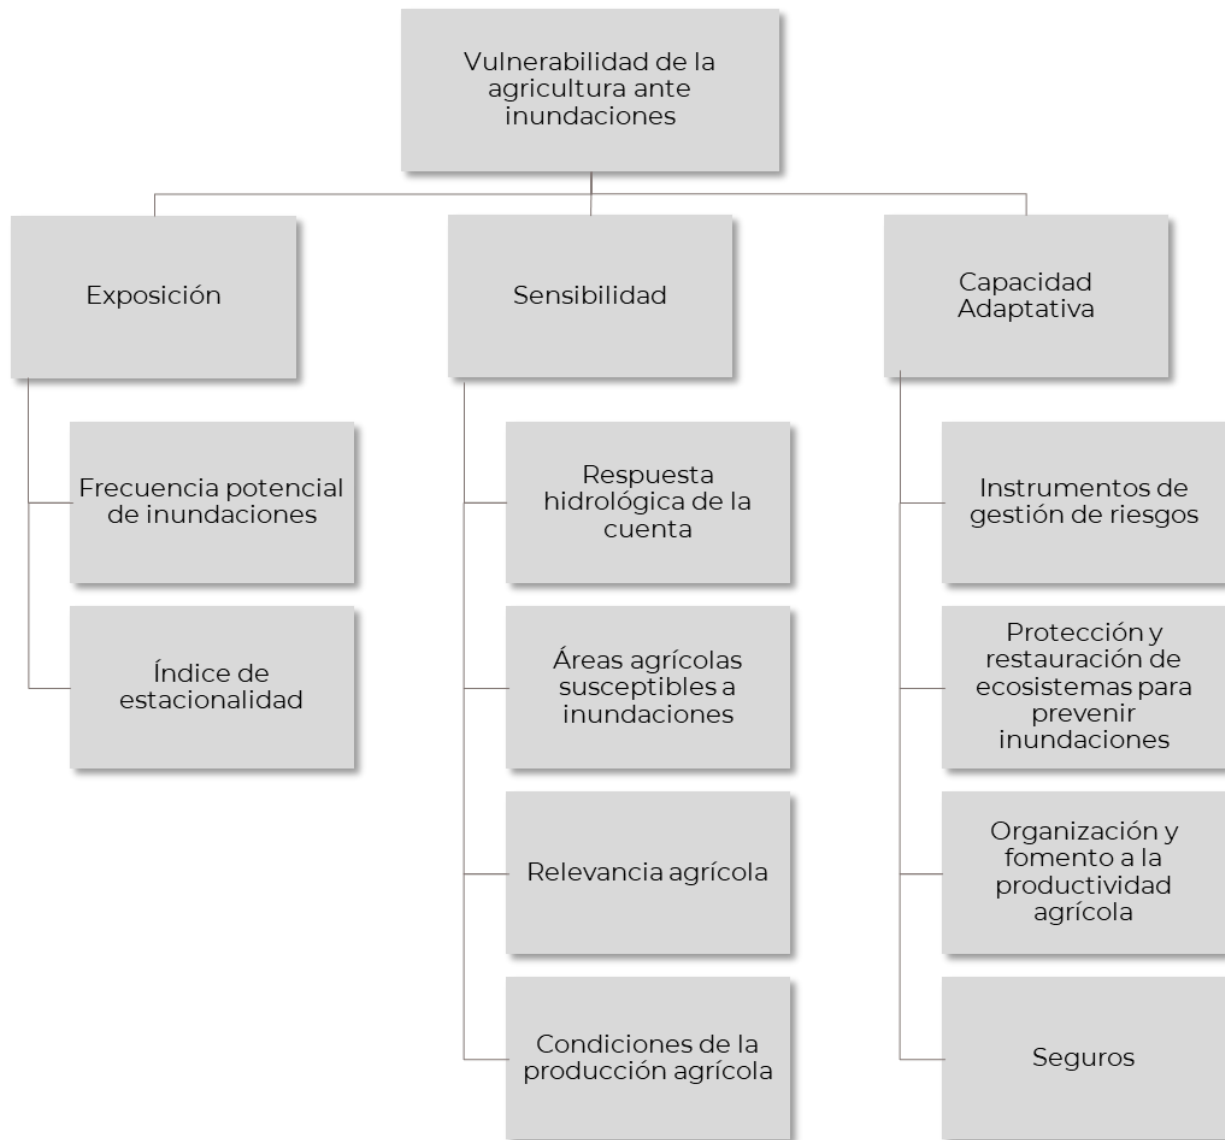 Vulnerabilidad de la
agricultura ante
inundaciones
Exposición
Sensibilidad
Capacidad
Adaptativa
Frecuencia potencial
de inundaciones
Índice de
estacionalidad
Respuesta
hidrológica de la
cuenta
Áreas agrícolas
susceptibles a
inundaciones
Relevancia agrícola
Condiciones de la
producción agrícola
Instrumentos de
gestión de riesgos
Protección y
restauración de
ecosistemas para
prevenir
inundaciones
Organización y
fomento a la
productividad
agrícola
Seguros